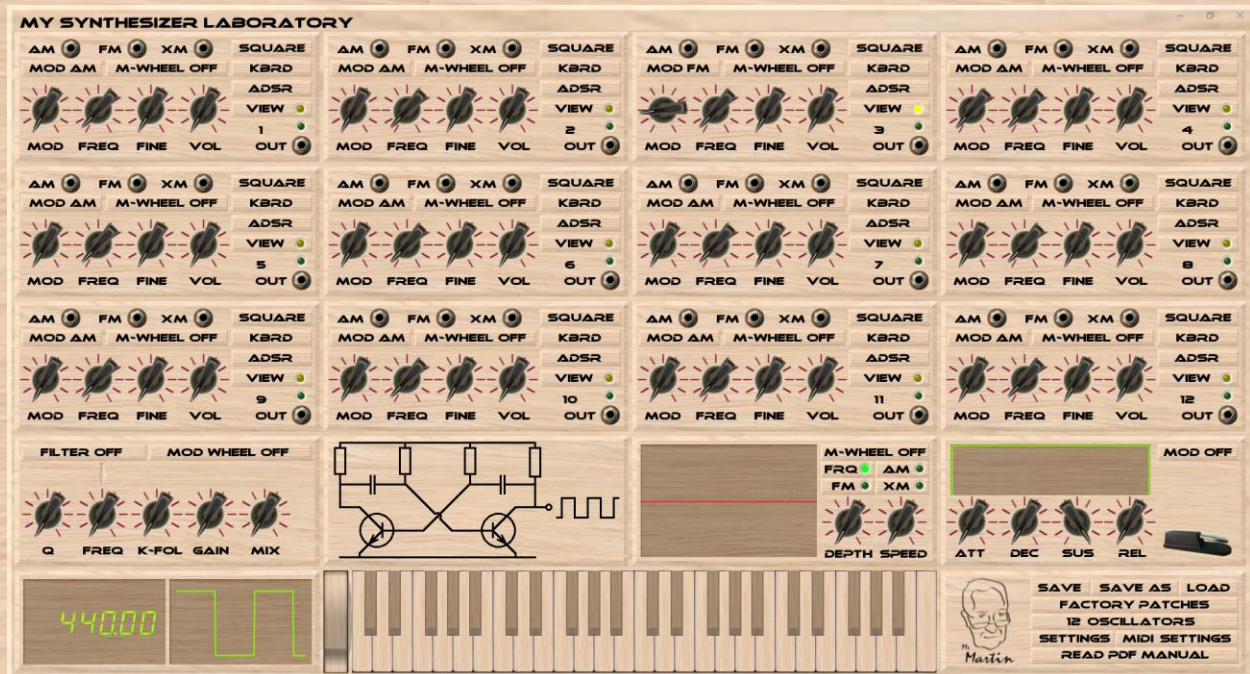 MY SYNTHESIZER LABORATORY
AM FM XM SQUARE
MOD AM M-WHEEL OFF KBRD
ADSR
VIEW
1
MOD FREQ FINE VOL OUT
AM FM XM SQUARE
MOD AM M-WHEEL OFF KBRD
ADSR
VIEW
2
MOD FREQ FINE VOL OUT
AM FM XM SQUARE
MOD FM M-WHEEL OFF KBRD
ADSR
VIEW
3
MOD FREQ FINE VOL OUT
AM FM XM SQUARE
MOD AM M-WHEEL OFF KBRD
ADSR
VIEW
4
MOD FREQ FINE VOL OUT
AM FM XM SQUARE
MOD AM M-WHEEL OFF KBRD
ADSR
VIEW
5
MOD FREQ FINE VOL OUT
AM FM XM SQUARE
MOD AM M-WHEEL OFF KBRD
ADSR
VIEW
6
MOD FREQ FINE VOL OUT
AM FM XM SQUARE
MOD AM M-WHEEL OFF KBRD
ADSR
VIEW
7
MOD FREQ FINE VOL OUT
AM FM XM SQUARE
MOD AM M-WHEEL OFF KBRD
ADSR
VIEW
8
MOD FREQ FINE VOL OUT
AM FM XM SQUARE
MOD AM M-WHEEL OFF KBRD
ADSR
VIEW
9
MOD FREQ FINE VOL OUT
AM FM XM SQUARE
MOD AM M-WHEEL OFF KBRD
ADSR
VIEW
10
MOD FREQ FINE VOL OUT
AM FM XM SQUARE
MOD AM M-WHEEL OFF KBRD
ADSR
VIEW
11
MOD FREQ FINE VOL OUT
AM FM XM SQUARE
MOD AM M-WHEEL OFF KBRD
ADSR
VIEW
12
MOD FREQ FINE VOL OUT
FILTER OFF MOD WHEEL OFF
Q FREQ K-FOL GAIN MIX
M-WHEEL OFF
FRQ AM
FM XM
DEPTH SPEED
MOD OFF
ATT DEC SUS REL
440.00
Martin
SAVE SAVE AS LOAD
FACTORY PATCHES
12 OSCILLATORS
SETTINGS MIDI SETTINGS
READ PDF MANUAL